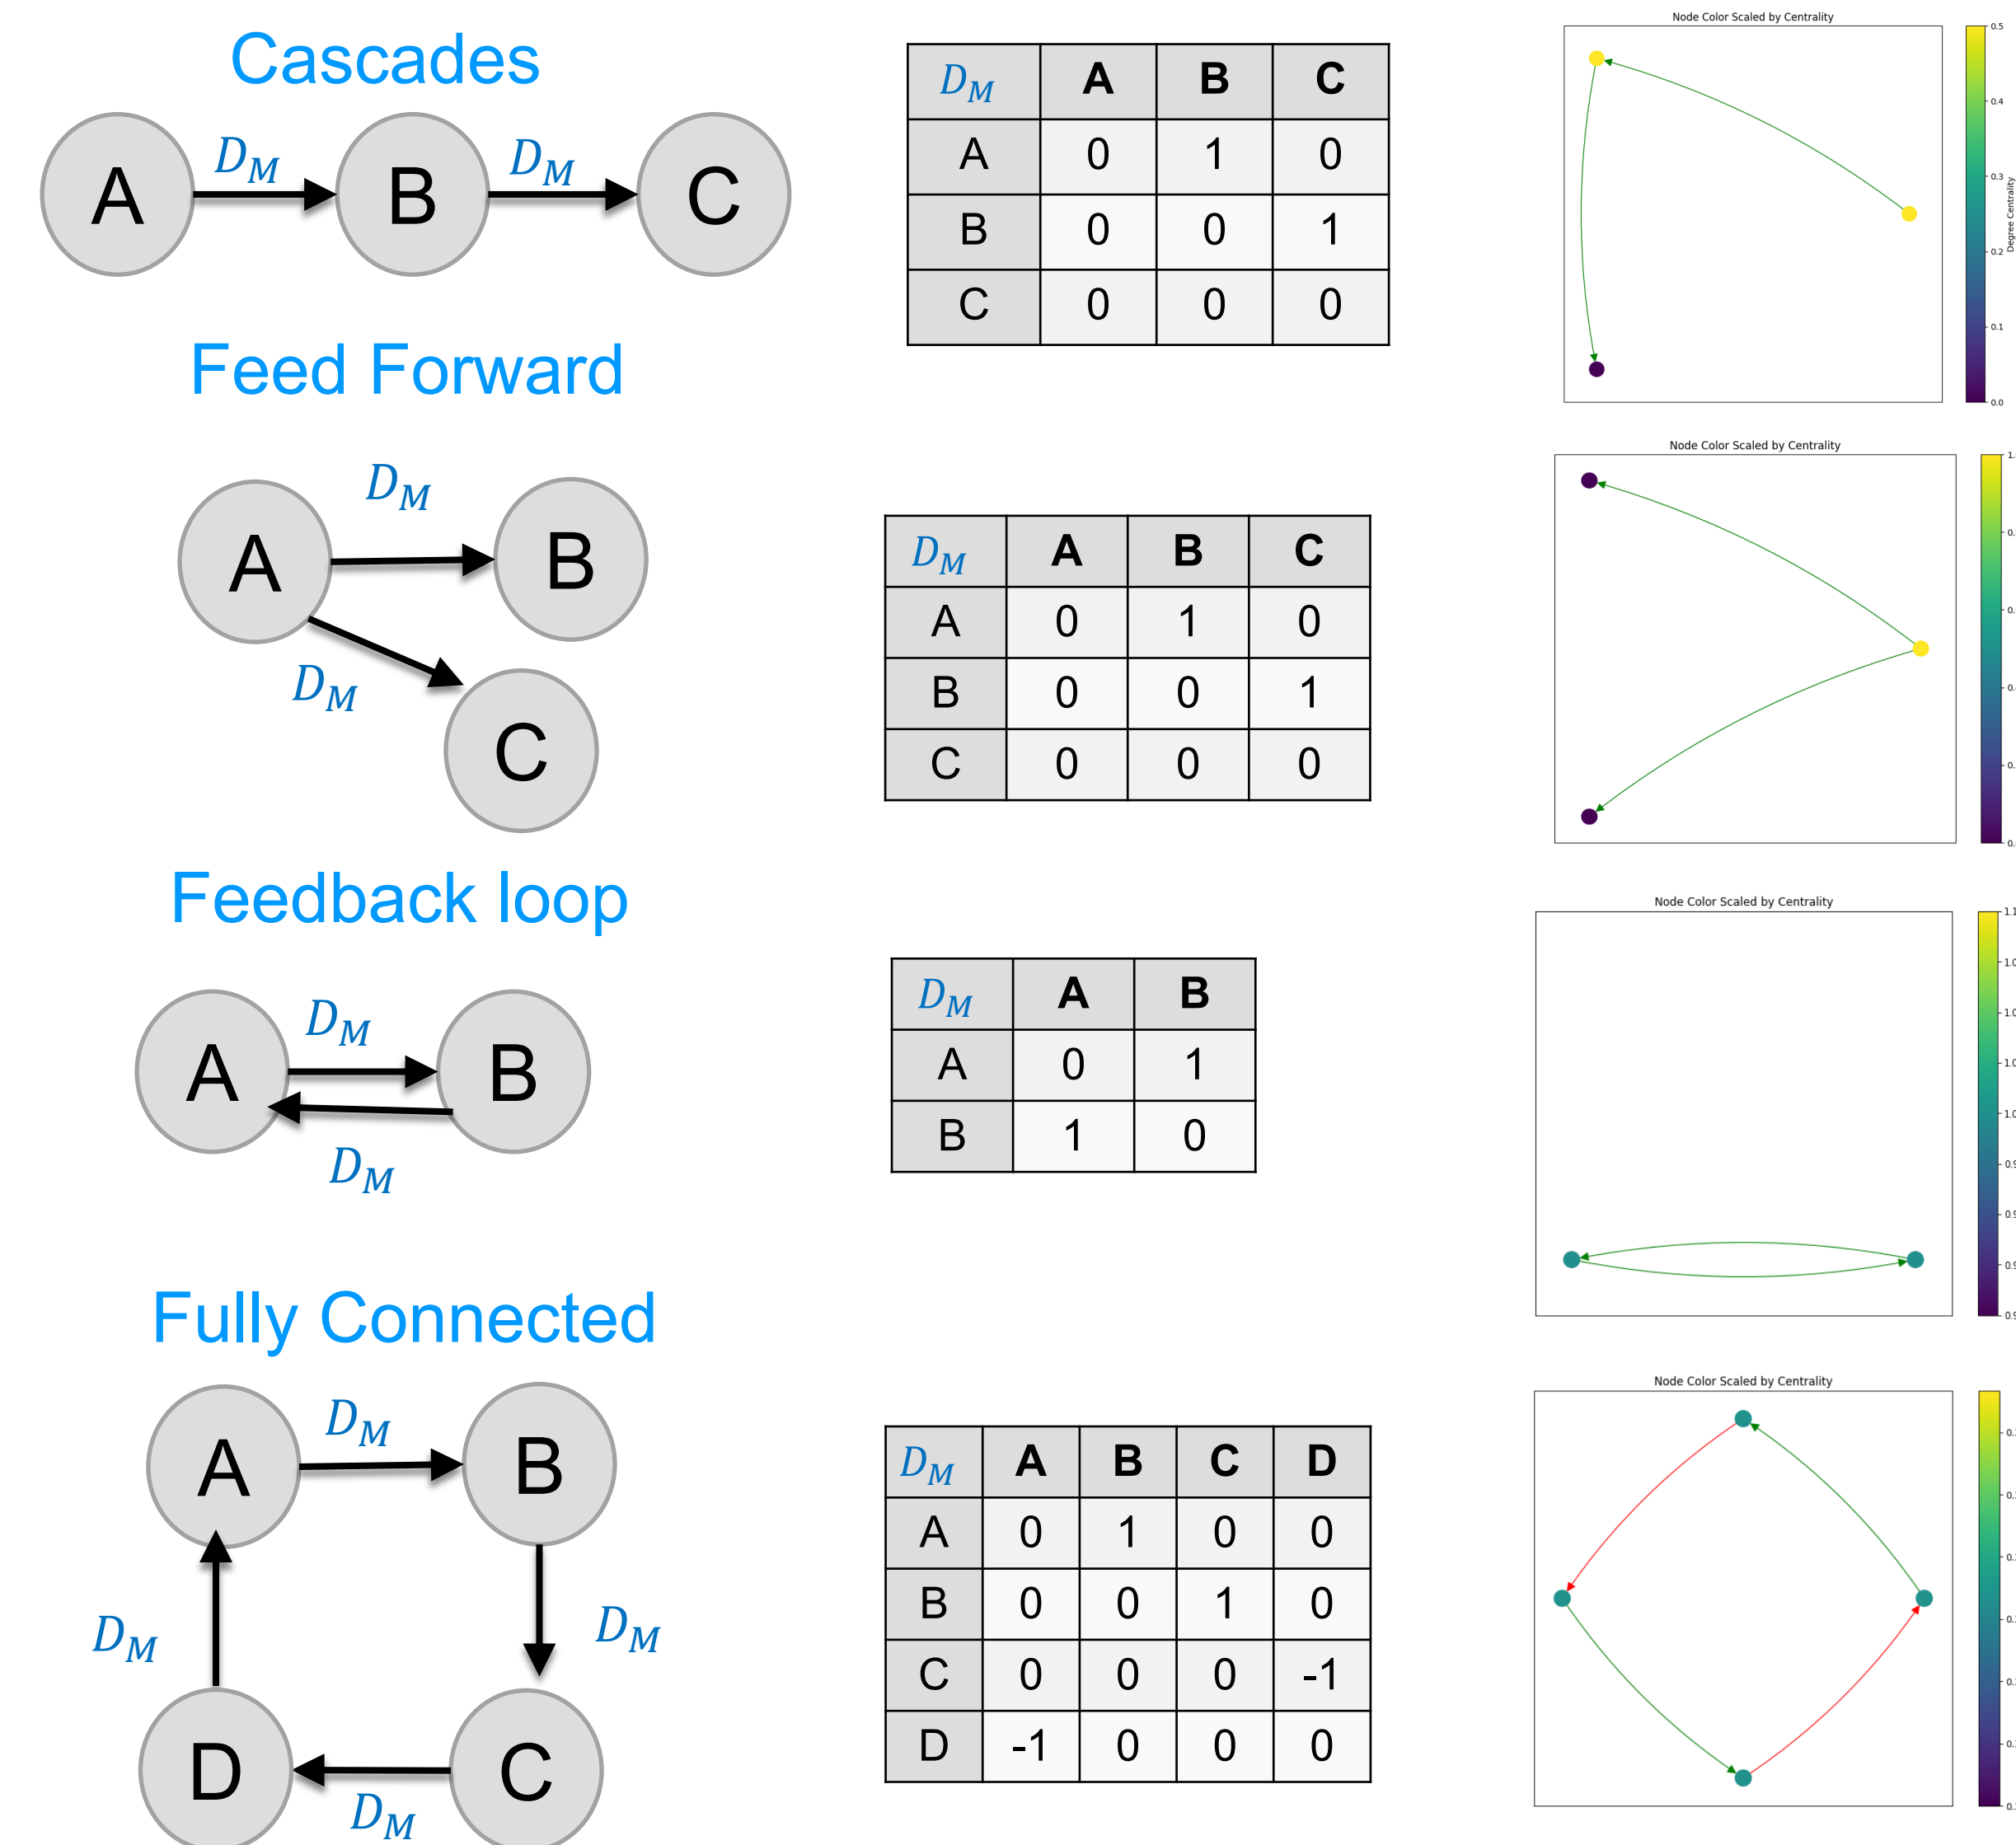 Cascades
A D_M B D_M C
D_M A B C
A 0 1 0
B 0 0 1
C 0 0 0
Node Color Scaled by Centrality
0.5
0.4
0.3
0.2
0.1
0.0
Degree Centrality
Feed Forward
D_M
A B
D_M
C
D_M A B C
A 0 1 0
B 0 0 1
C 0 0 0
Node Color Scaled by Centrality
Feedback loop
D_M
A B
D_M
D_M A B
A 0 1
B 1 0
Node Color Scaled by Centrality
Fully Connected
D_M
A B
D_M D_M
D C
D_M
D_M A B C D
A 0 1 0 0
B 0 0 1 0
C 0 0 0 -1
D -1 0 0 0
Node Color Scaled by Centrality